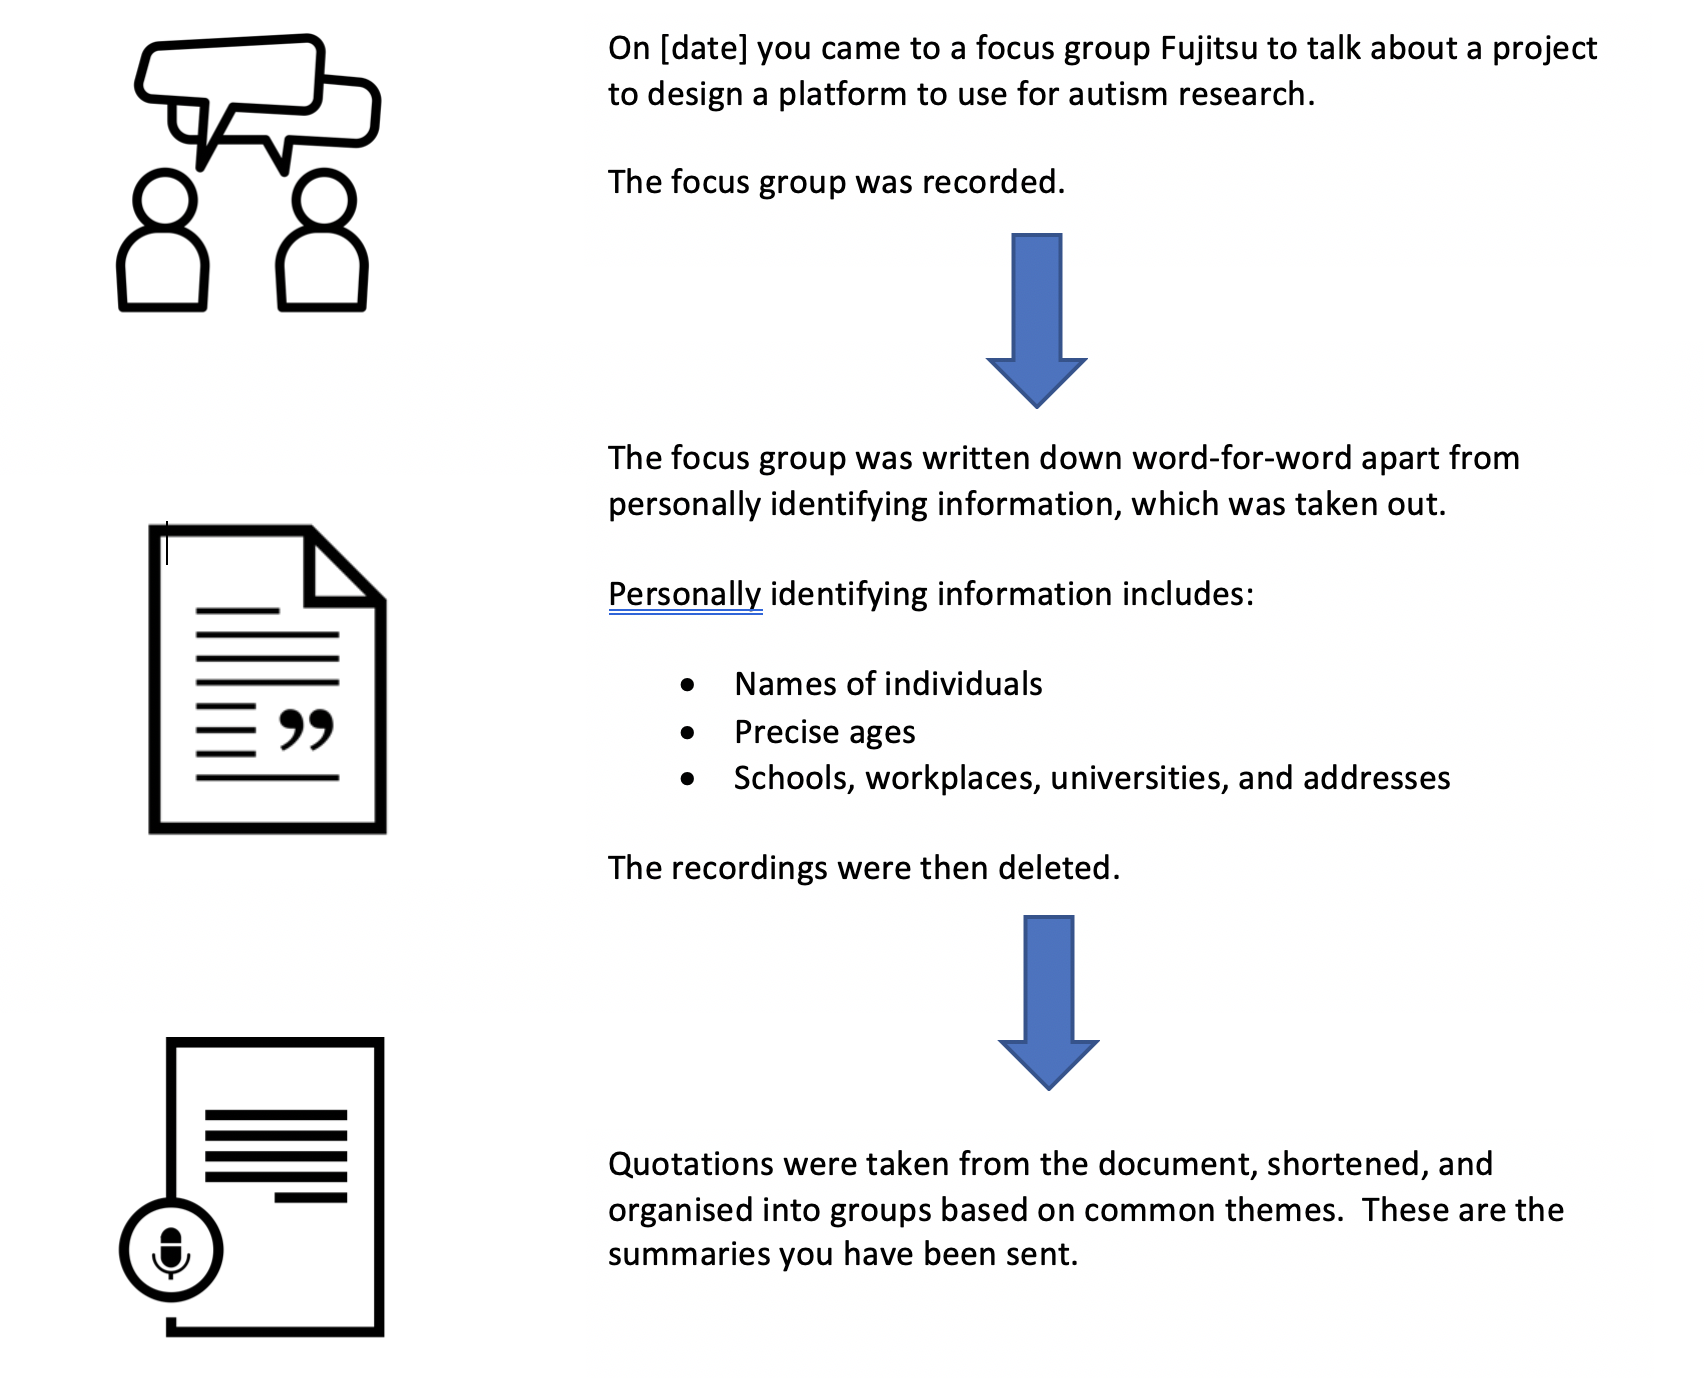 On [date] you came to a focus group Fujitsu to talk about a project
to design a platform to use for autism research.
The focus group was recorded.
The focus group was written down word-for-word apart from
personally identifying information, which was taken out.
Personally identifying information includes:
• Names of individuals
• Precise ages
• Schools, workplaces, universities, and addresses
The recordings were then deleted.
Quotations were taken from the document, shortened, and
organised into groups based on common themes.  These are the
summaries you have been sent.